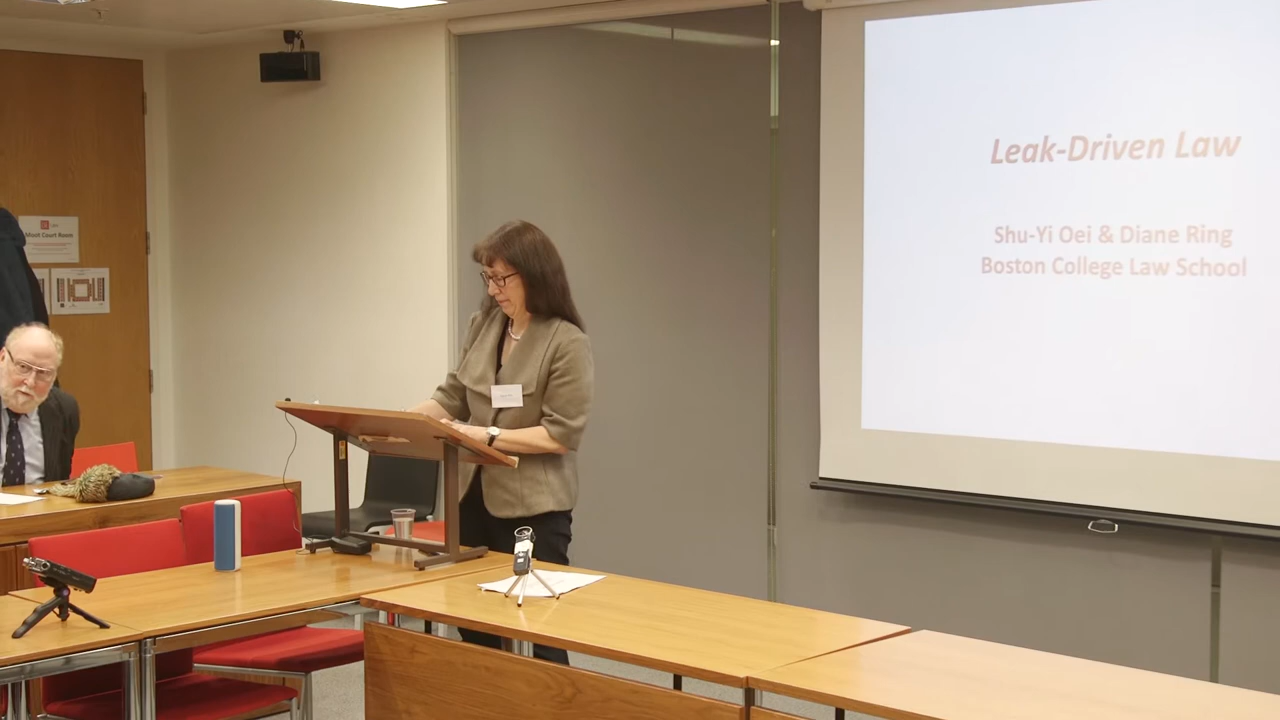 Leak-Driven Law
Shu-Yi Oei & Diane Ring
Boston College Law School
Moot Court Room